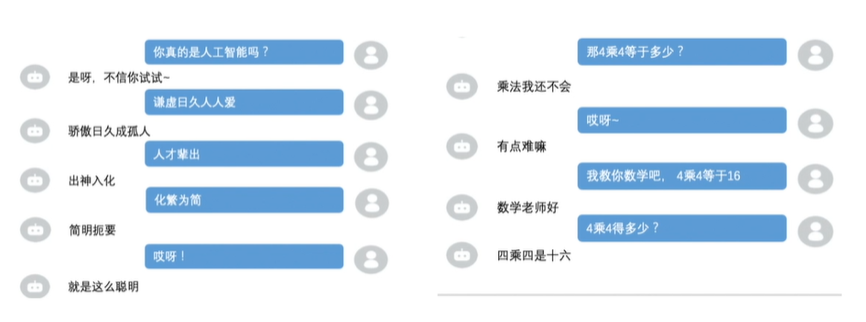 你真的是人工智能吗？
是呀，不信你试试~
谦虚日久人人爱
骄傲日久成孤人
人才辈出
出神入化
化繁为简
简明扼要
哎呀！
就是这么聪明
那4乘4等于多少？
乘法我还不会
哎呀~
有点难嘛
我教你数学吧， 4乘4等于16
数学老师好
4乘4得多少？
四乘四是十六